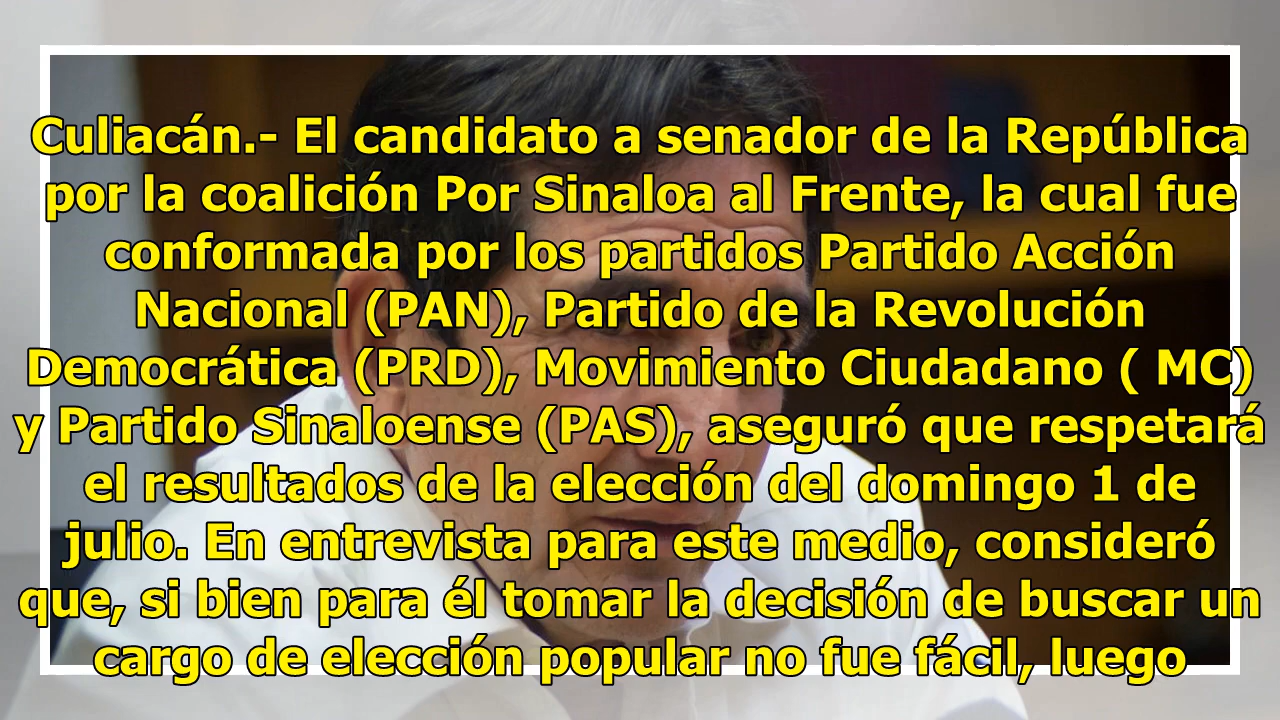 Culiacán.- El candidato a senador de la República
por la coalición Por Sinaloa al Frente, la cual fue
conformada por los partidos Partido Acción
Nacional (PAN), Partido de la Revolución
Democrática (PRD), Movimiento Ciudadano ( MC)
y Partido Sinaloense (PAS), aseguró que respetará
el resultados de la elección del domingo 1 de
julio. En entrevista para este medio, consideró
que, si bien para él tomar la decisión de buscar un
cargo de elección popular no fue fácil, luego